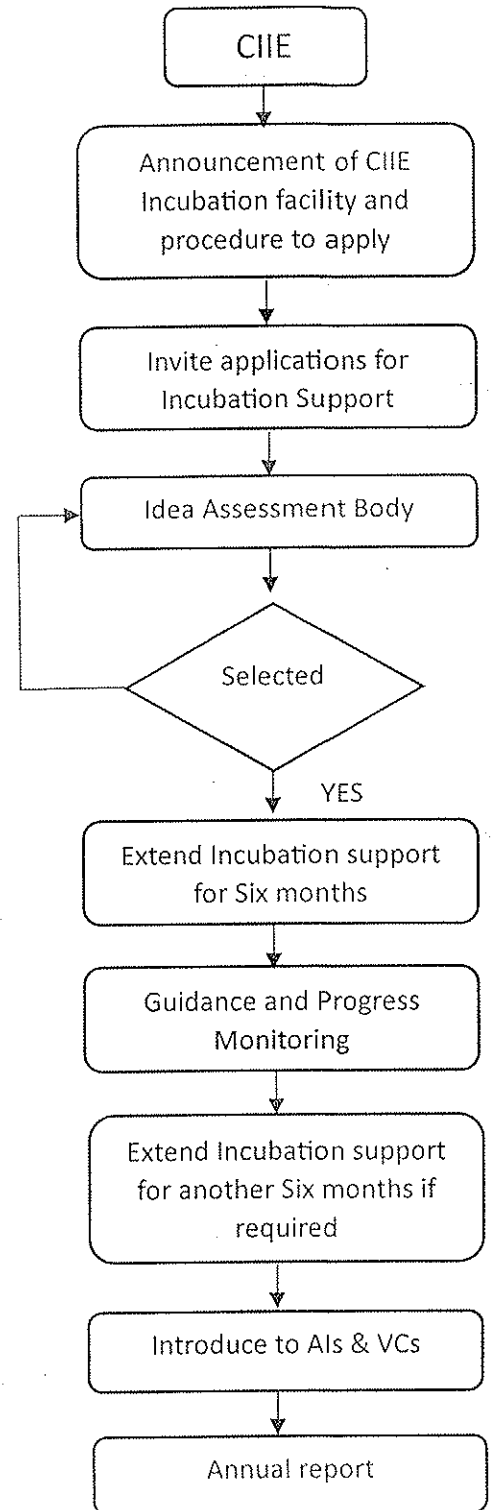 CIIE
Announcement of CIIE
Incubation facility and
procedure to apply
Invite applications for
Incubation Support
Idea Assessment Body
Selected
YES
Extend Incubation support
for Six months
Guidance and Progress
Monitoring
Extend Incubation support
for another Six months if
required
Introduce to AIs & VCs
Annual report